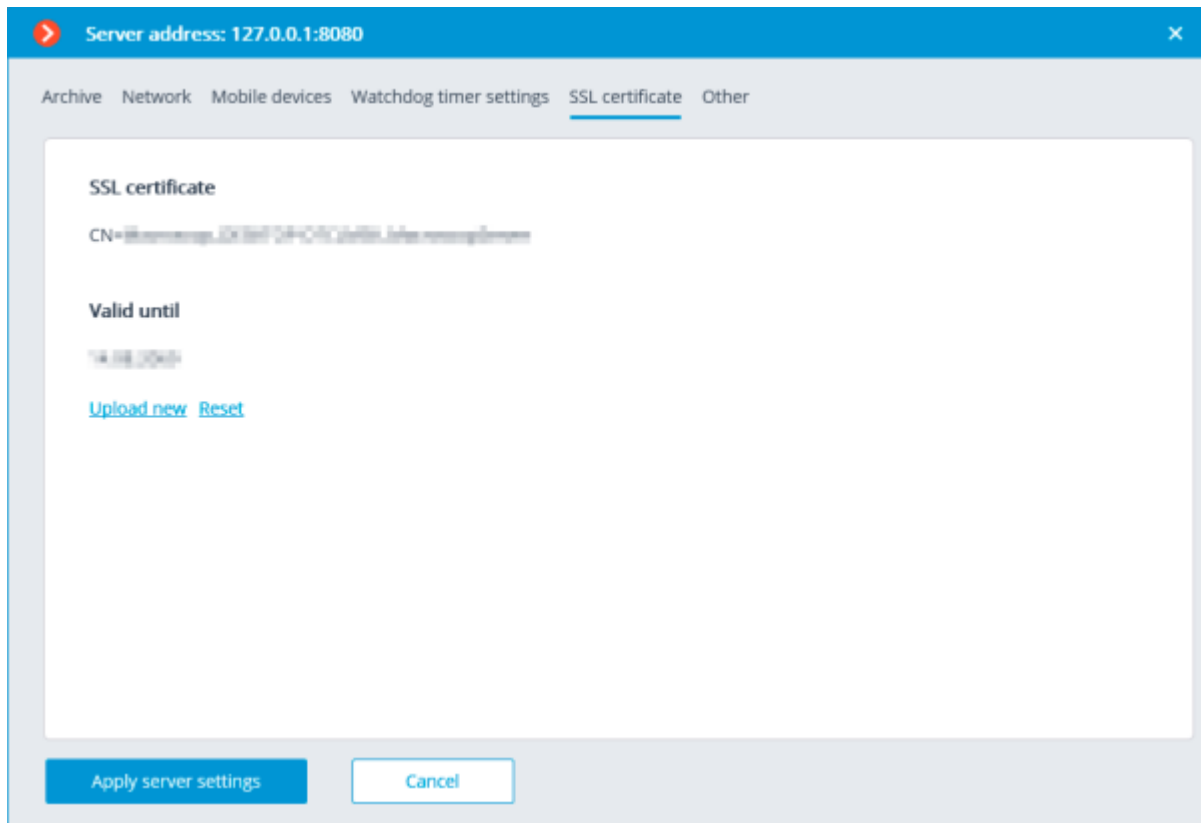 Server address: 127.0.0.1:8080
Archive Network Mobile devices Watchdog timer settings SSL certificate Other
SSL certificate
CN=
Valid until
Upload new Reset
Apply server settings Cancel